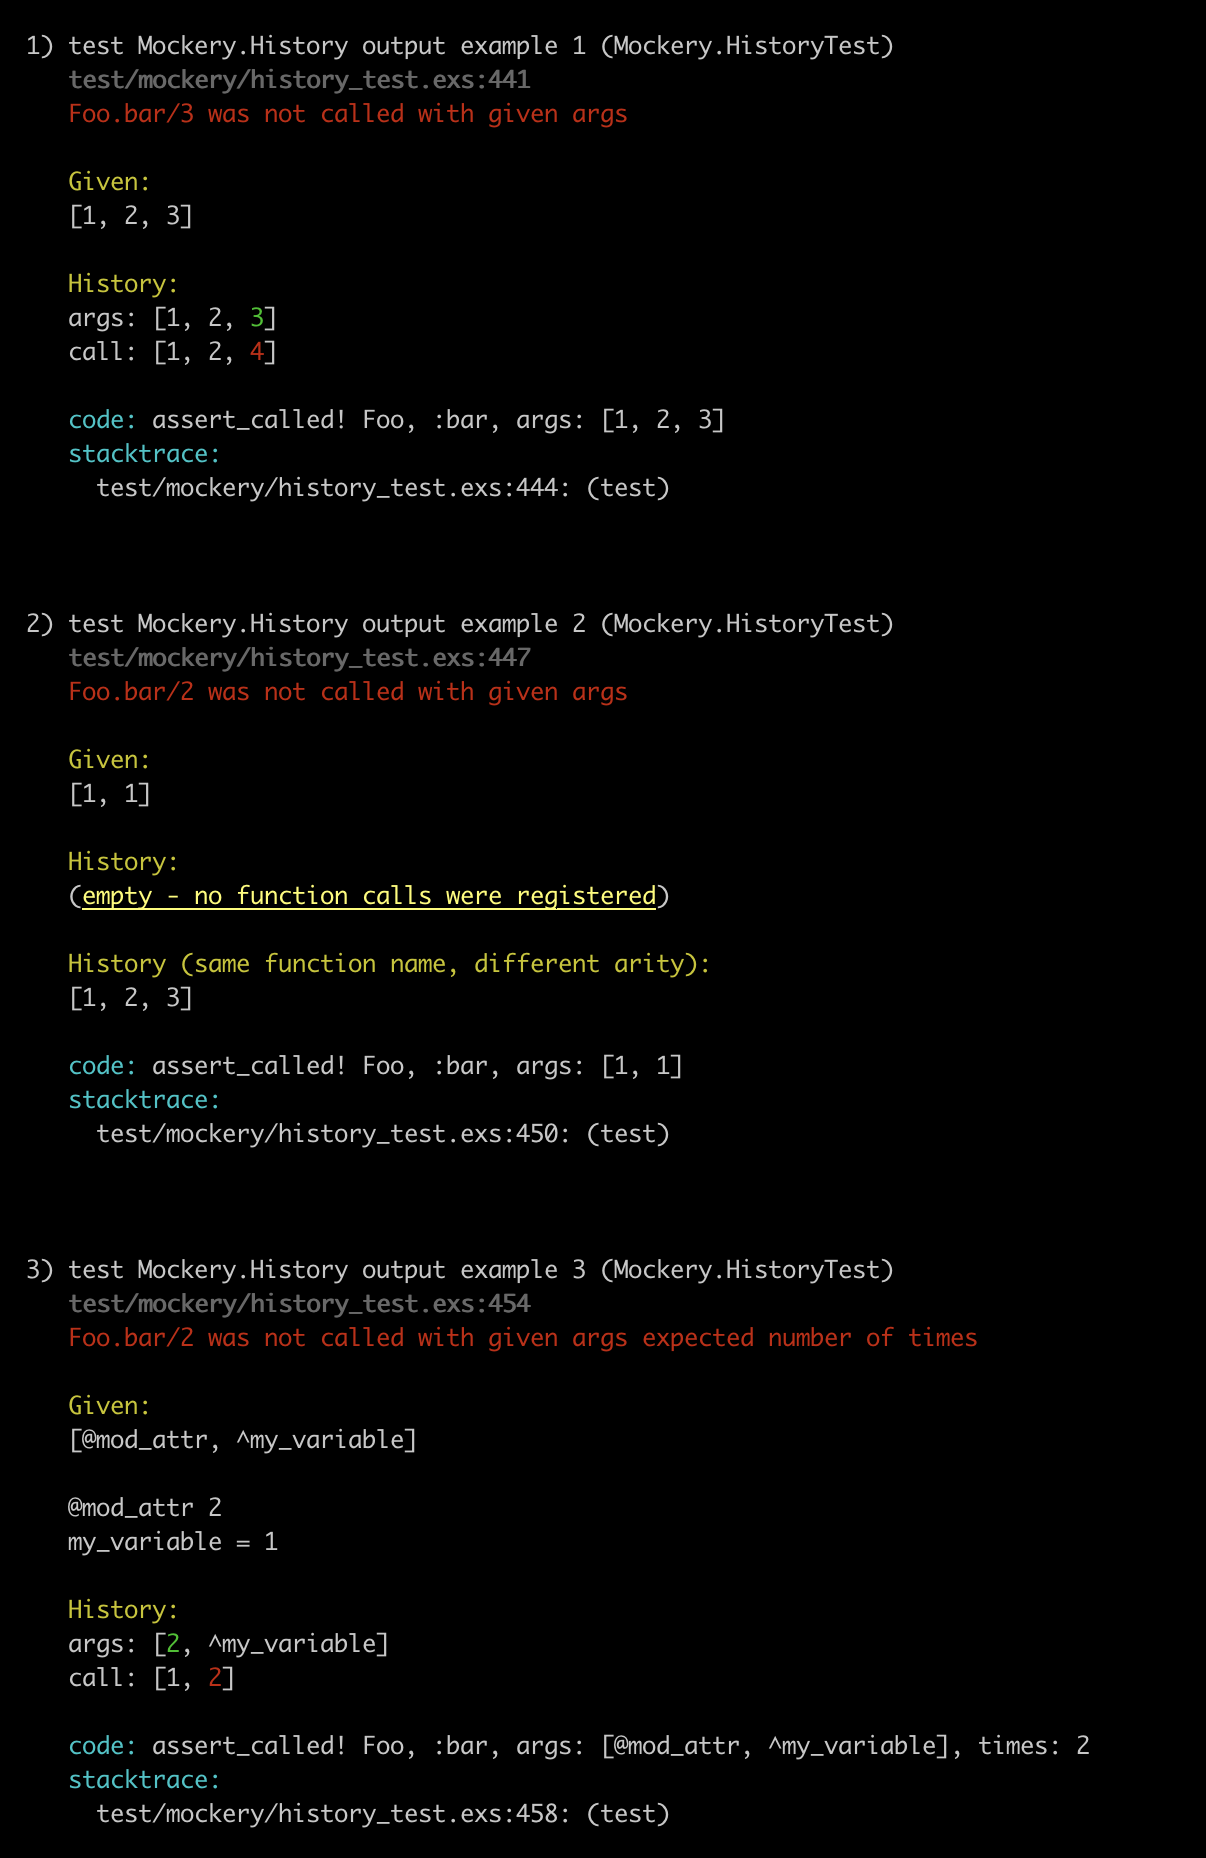 1) test Mockery.History output example 1 (Mockery.HistoryTest)
test/mockery/history_test.exs:441
Foo.bar/3 was not called with given args
Given:
[1, 2, 3]
History:
args: [1, 2, 3]
call: [1, 2, 4]
code: assert_called! Foo, :bar, args: [1, 2, 3]
stacktrace:
test/mockery/history_test.exs:444: (test)
2) test Mockery.History output example 2 (Mockery.HistoryTest)
test/mockery/history_test.exs:447
Foo.bar/2 was not called with given args
Given:
[1, 1]
History:
(empty - no function calls were registered)
History (same function name, different arity):
[1, 2, 3]
code: assert_called! Foo, :bar, args: [1, 1]
stacktrace:
test/mockery/history_test.exs:450: (test)
3) test Mockery.History output example 3 (Mockery.HistoryTest)
test/mockery/history_test.exs:454
Foo.bar/2 was not called with given args expected number of times
Given:
[@mod_attr, ^my_variable]
@mod_attr 2
my_variable = 1
History:
args: [2, ^my_variable]
call: [1, 2]
code: assert_called! Foo, :bar, args: [@mod_attr, ^my_variable], times: 2
stacktrace:
test/mockery/history_test.exs:458: (test)